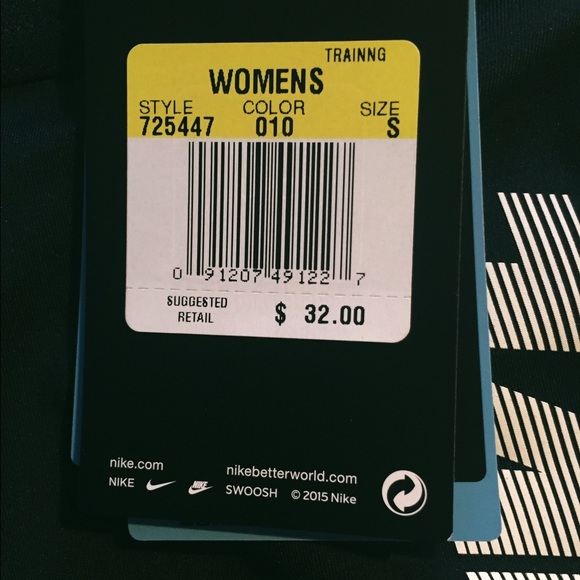 TRAINNG
WOMENS
STYLE COLOR SIZE
725447 010 S
0 91207 49122 7
SUGGESTED
RETAIL
$ 32.00
nike.com nikebetterworld.com
NIKE NIKE SWOOSH © 2015 Nike